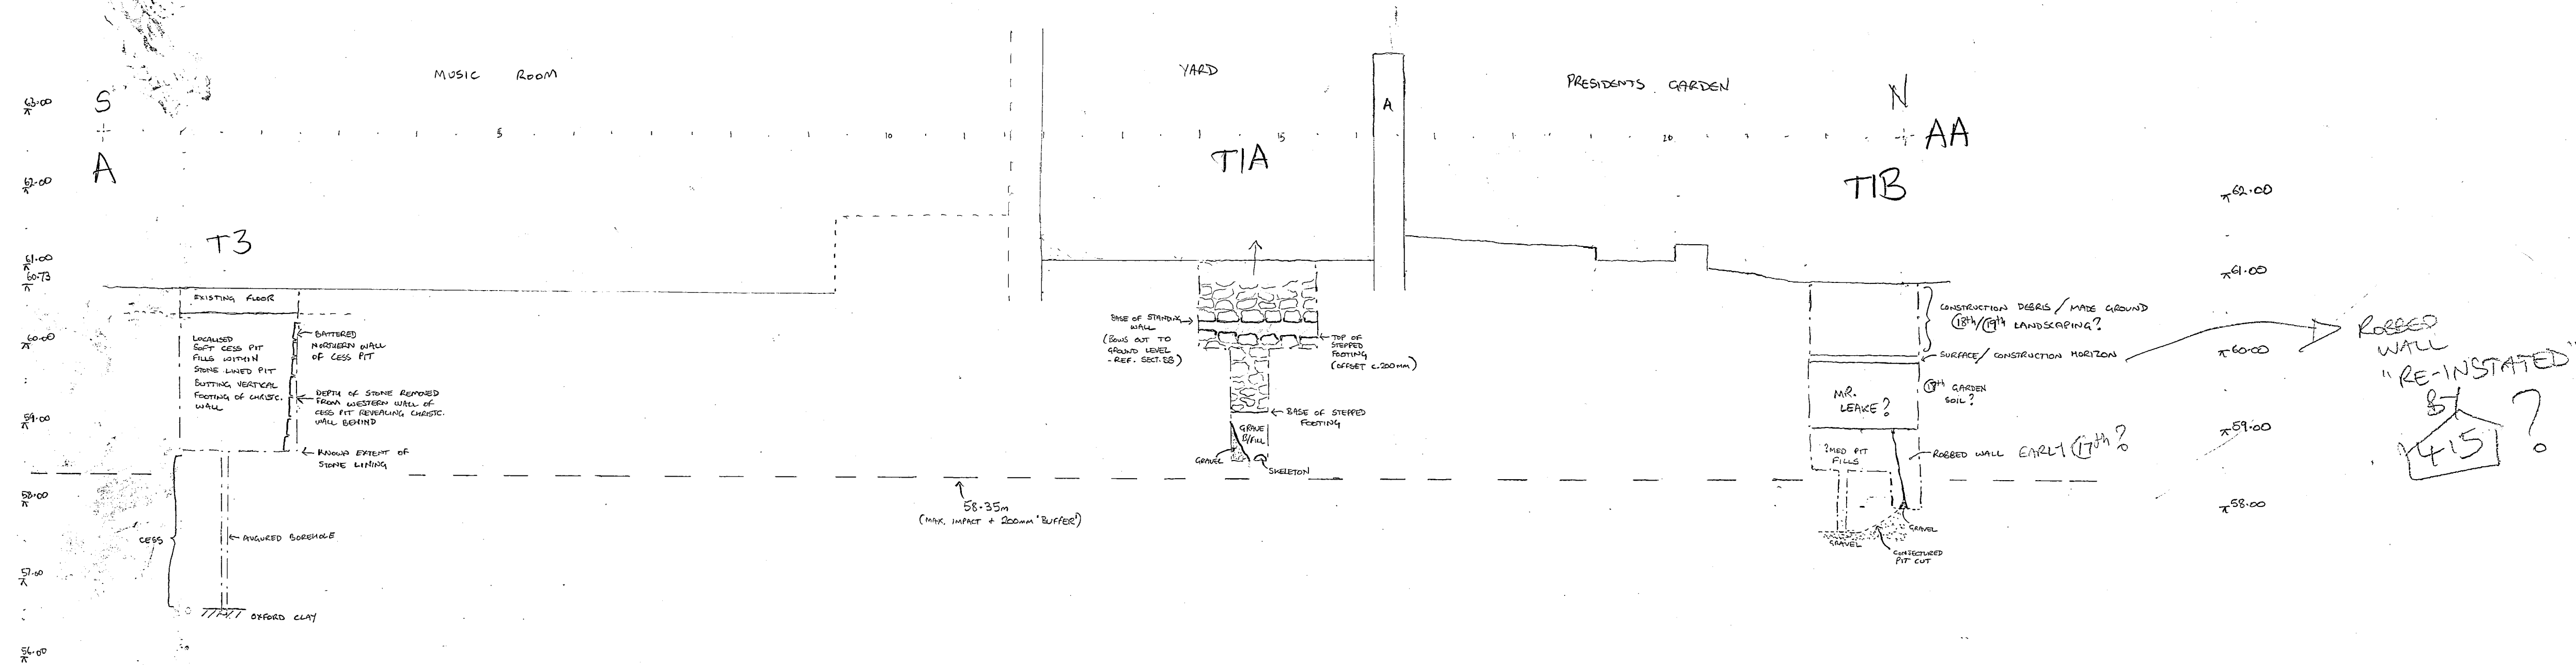 MUSIC ROOM
YARD
PRESIDENTS GARDEN
63.00
S
A
N
5
10
15
20
AA
A
T1A
T1B
62.00
62.00
T3
61.00
60.73
61.00
EXISTING FLOOR
LOCALISED
SOFT CESS PIT
FILLS WITHIN
STONE LINED PIT
BUTTING VERTICAL
FOOTING OF CHRISTC.
WALL
BATTERED
NORTHERN WALL
OF CESS PIT
DEPTH OF STONE REMOVED
FROM WESTERN WALL OF
CESS PIT REVEALING CHRISTC.
WALL BEHIND
KNOWN EXTENT OF
STONE LINING
60.00
59.00
58.00
57.00
56.00
CESS
AUGURED BOREHOLE
OXFORD CLAY
58.35m
(MAX. IMPACT + 200mm 'BUFFER')
BASE OF STANDING
WALL
(BOWS OUT TO
GROUND LEVEL
- REF. SECT. BB)
TOP OF
STEPPED
FOOTING
(OFFSET c.200mm)
BASE OF STEPPED
FOOTING
GRAVE
B/FILL
GRAVEL
SKELETON
CONSTRUCTION DEBRIS / MADE GROUND
18th/19th LANDSCAPING?
SURFACE / CONSTRUCTION HORIZON
MR.
LEAKE?
GARDEN
SOIL?
?MED PIT
FILLS
ROBBED WALL EARLY 17th?
GRAVEL
GRAVEL
CONJECTURED
PIT CUT
60.00
59.00
58.00
ROBBED
WALL
"RE-INSTATED"
BY
415 ?